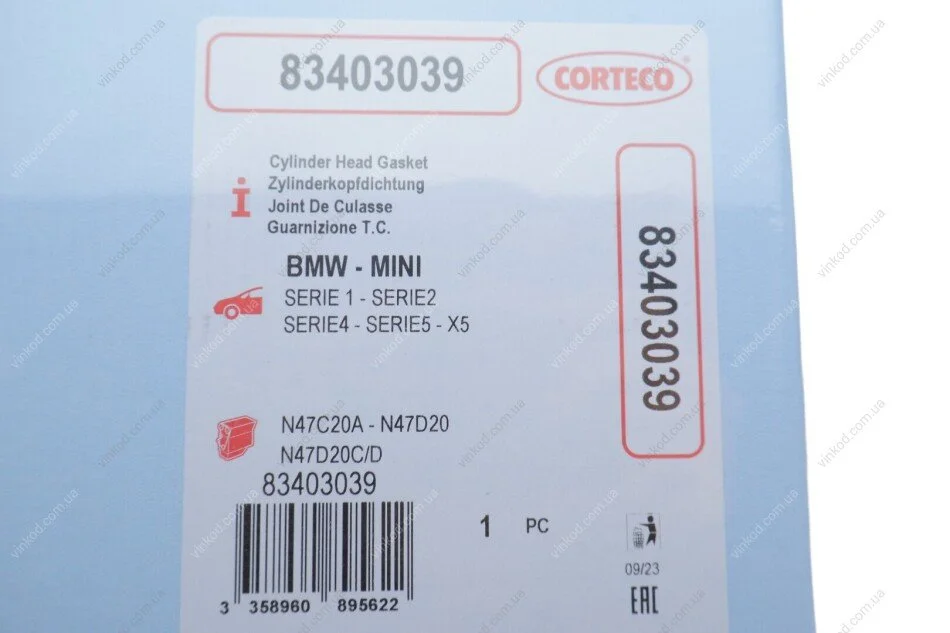 83403039
CORTECO®
Cylinder Head Gasket
Zylinderkopfdichtung
Joint De Culasse
Guarnizione T.C.
BMW - MINI
SERIE 1 - SERIE2
SERIE4 - SERIE5 - X5
83403039
N47C20A - N47D20
N47D20C/D
83403039
1 PC
3 358960 895622
09/23
EAC
vinkod.com.ua